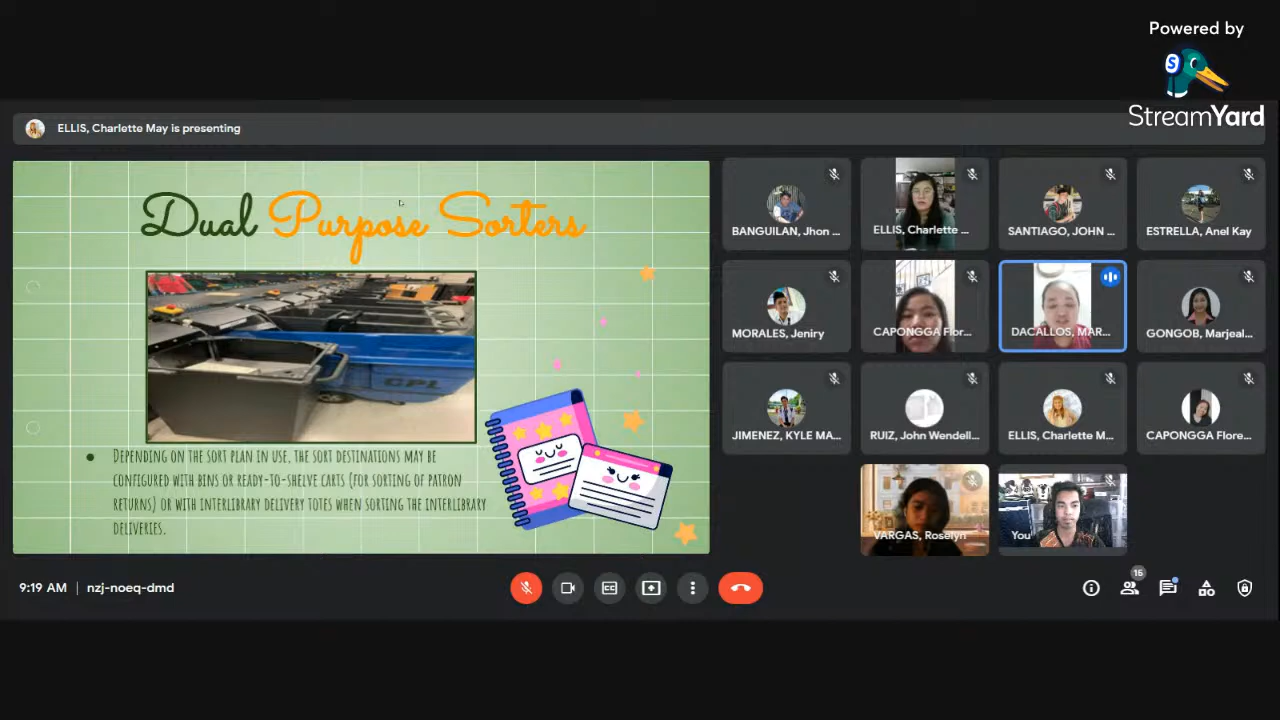 Powered by
S
StreamYard
ELLIS, Charlette May is presenting
Dual Purpose Sorters
CPL
Depending on the sort plan in use, the sort destinations may be
configured with bins or ready-to-shelve carts (for sorting of patron
returns) or with interlibrary delivery totes when sorting the interlibrary
deliveries.
BANGUILAN, Jhon ...
ELLIS, Charlette ...
SANTIAGO, JOHN ...
ESTRELLA, Anel Kay
MORALES, Jeniry
CAPONGGA Flor...
DACALLOS, MAR...
GONGOB, Marjeal...
JIMENEZ, KYLE MA...
RUIZ, John Wendell...
ELLIS, Charlette M...
CAPONGGA Flore...
VARGAS, Roselyn
You
9:19 AM | nzj-noeq-dmd
CC
15